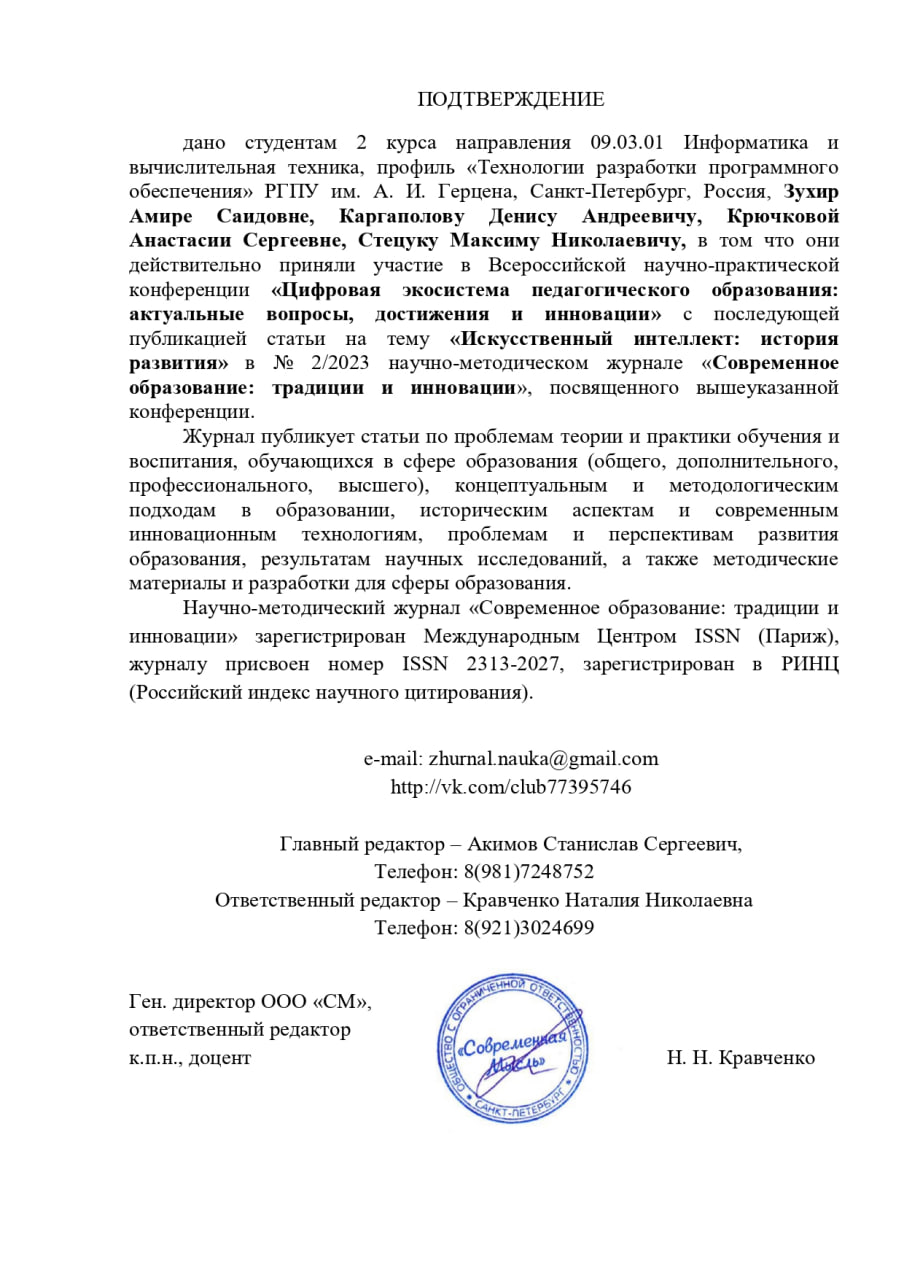 ПОДТВЕРЖДЕНИЕ
дано студентам 2 курса направления 09.03.01 Информатика и
вычислительная техника, профиль «Технологии разработки программного
обеспечения» РГПУ им. А. И. Герцена, Санкт-Петербург, Россия, Зухир
Амире Саидовне, Каргаполову Денису Андреевичу, Крючковой
Анастасии Сергеевне, Стецуку Максиму Николаевичу, в том что они
действительно приняли участие в Всероссийской научно-практической
конференции «Цифровая экосистема педагогического образования:
актуальные вопросы, достижения и инновации» с последующей
публикацией статьи на тему «Искусственный интеллект: история
развития» в № 2/2023 научно-методическом журнале «Современное
образование: традиции и инновации», посвященного вышеуказанной
конференции.
Журнал публикует статьи по проблемам теории и практики обучения и
воспитания, обучающихся в сфере образования (общего, дополнительного,
профессионального, высшего), концептуальным и методологическим
подходам в образовании, историческим аспектам и современным
инновационным технологиям, проблемам и перспективам развития
образования, результатам научных исследований, а также методические
материалы и разработки для сферы образования.
Научно-методический журнал «Современное образование: традиции и
инновации» зарегистрирован Международным Центром ISSN (Париж),
журналу присвоен номер ISSN 2313-2027, зарегистрирован в РИНЦ
(Российский индекс научного цитирования).
e-mail: zhurnal.nauka@gmail.com
http://vk.com/club77395746
Главный редактор – Акимов Станислав Сергеевич,
Телефон: 8(981)7248752
Ответственный редактор – Кравченко Наталия Николаевна
Телефон: 8(921)3024699
Ген. директор ООО «СМ»,
ответственный редактор
к.п.н., доцент
ОБЩЕСТВО С ОГРАНИЧЕННОЙ ОТВЕТСТВЕННОСТЬЮ
«Современная
Мысль»
САНКТ-ПЕТЕРБУРГ
Н. Н. Кравченко